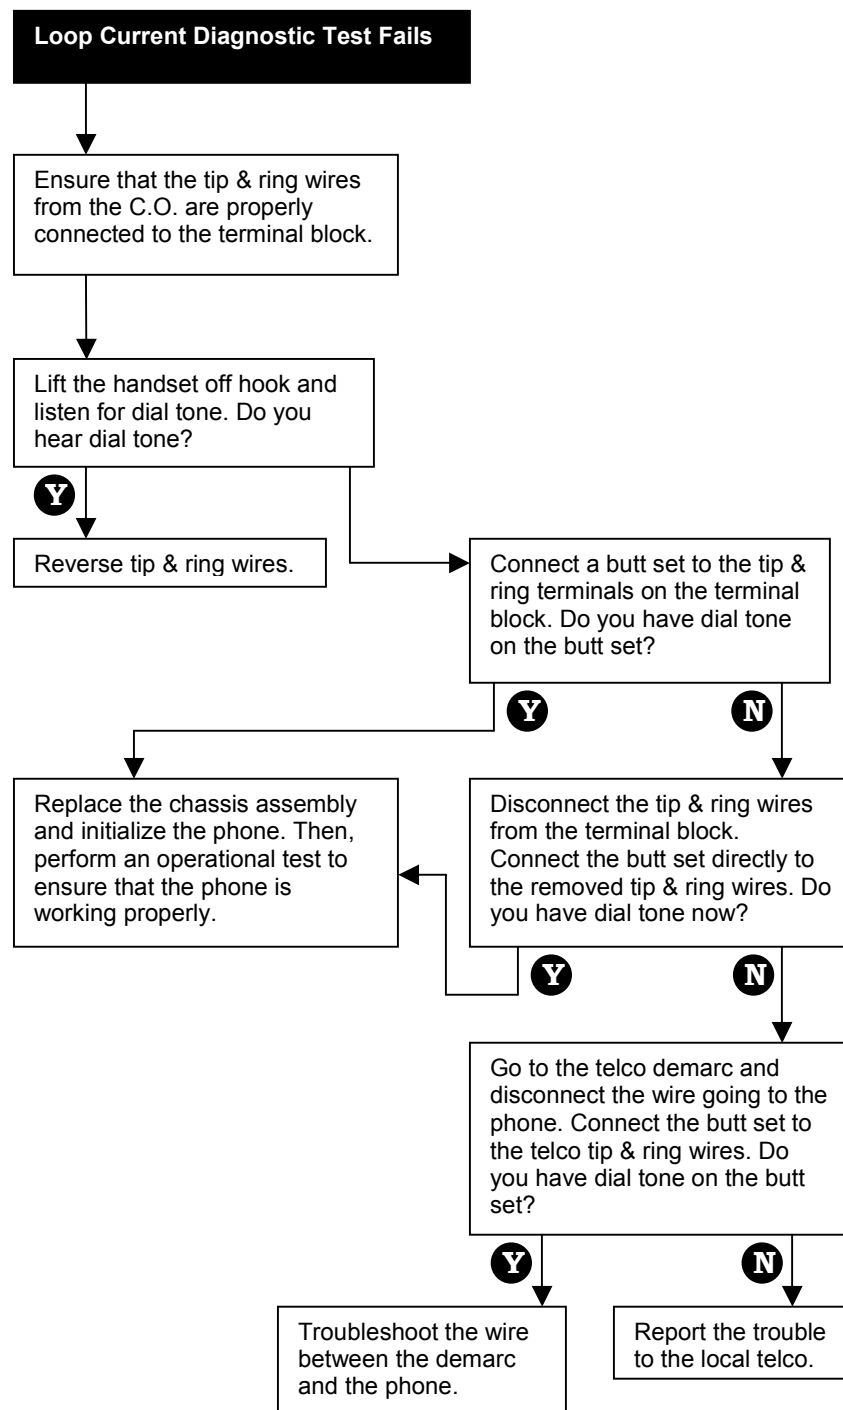 Loop Current Diagnostic Test Fails
Ensure that the tip & ring wires
from the C.O. are properly
connected to the terminal block.
Lift the handset off hook and
listen for dial tone. Do you
hear dial tone?
Y
Reverse tip & ring wires.
Connect a butt set to the tip &
ring terminals on the terminal
block. Do you have dial tone
on the butt set?
Y
N
Replace the chassis assembly
and initialize the phone. Then,
perform an operational test to
ensure that the phone is
working properly.
Disconnect the tip & ring wires
from the terminal block.
Connect the butt set directly to
the removed tip & ring wires. Do
you have dial tone now?
Y
N
Go to the telco demarc and
disconnect the wire going to the
phone. Connect the butt set to
the telco tip & ring wires. Do
you have dial tone on the butt
set?
Y
N
Troubleshoot the wire
between the demarc
and the phone.
Report the trouble
to the local telco.